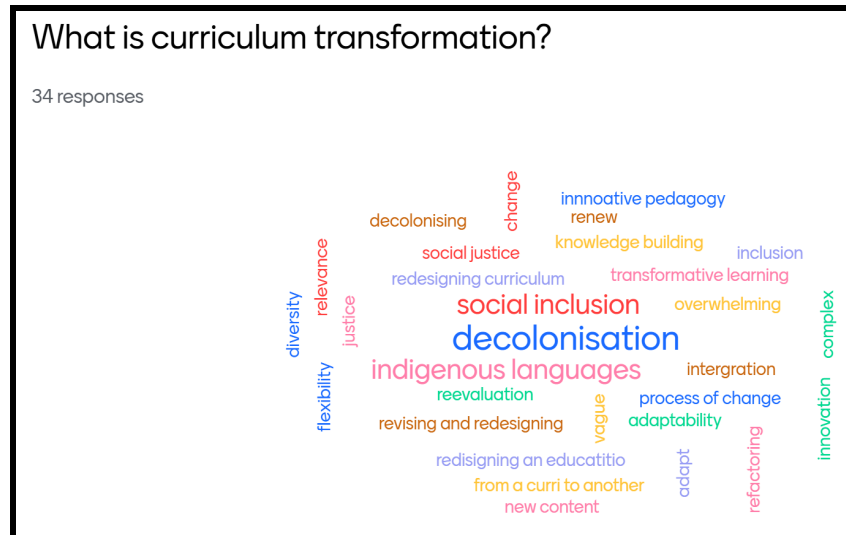 What is curriculum transformation?
34 responses
change
innnoative pedagogy
decolonising
renew
knowledge building
social justice
inclusion
relevance
redesigning curriculum
transformative learning
diversity
justice
social inclusion
overwhelming
complex
decolonisation
indigenous languages
intergration
flexibility
reevaluation
process of change
innovation
revising and redesigning
vague
adaptability
redisigning an educatitio
adapt
refactoring
from a curri to another
new content